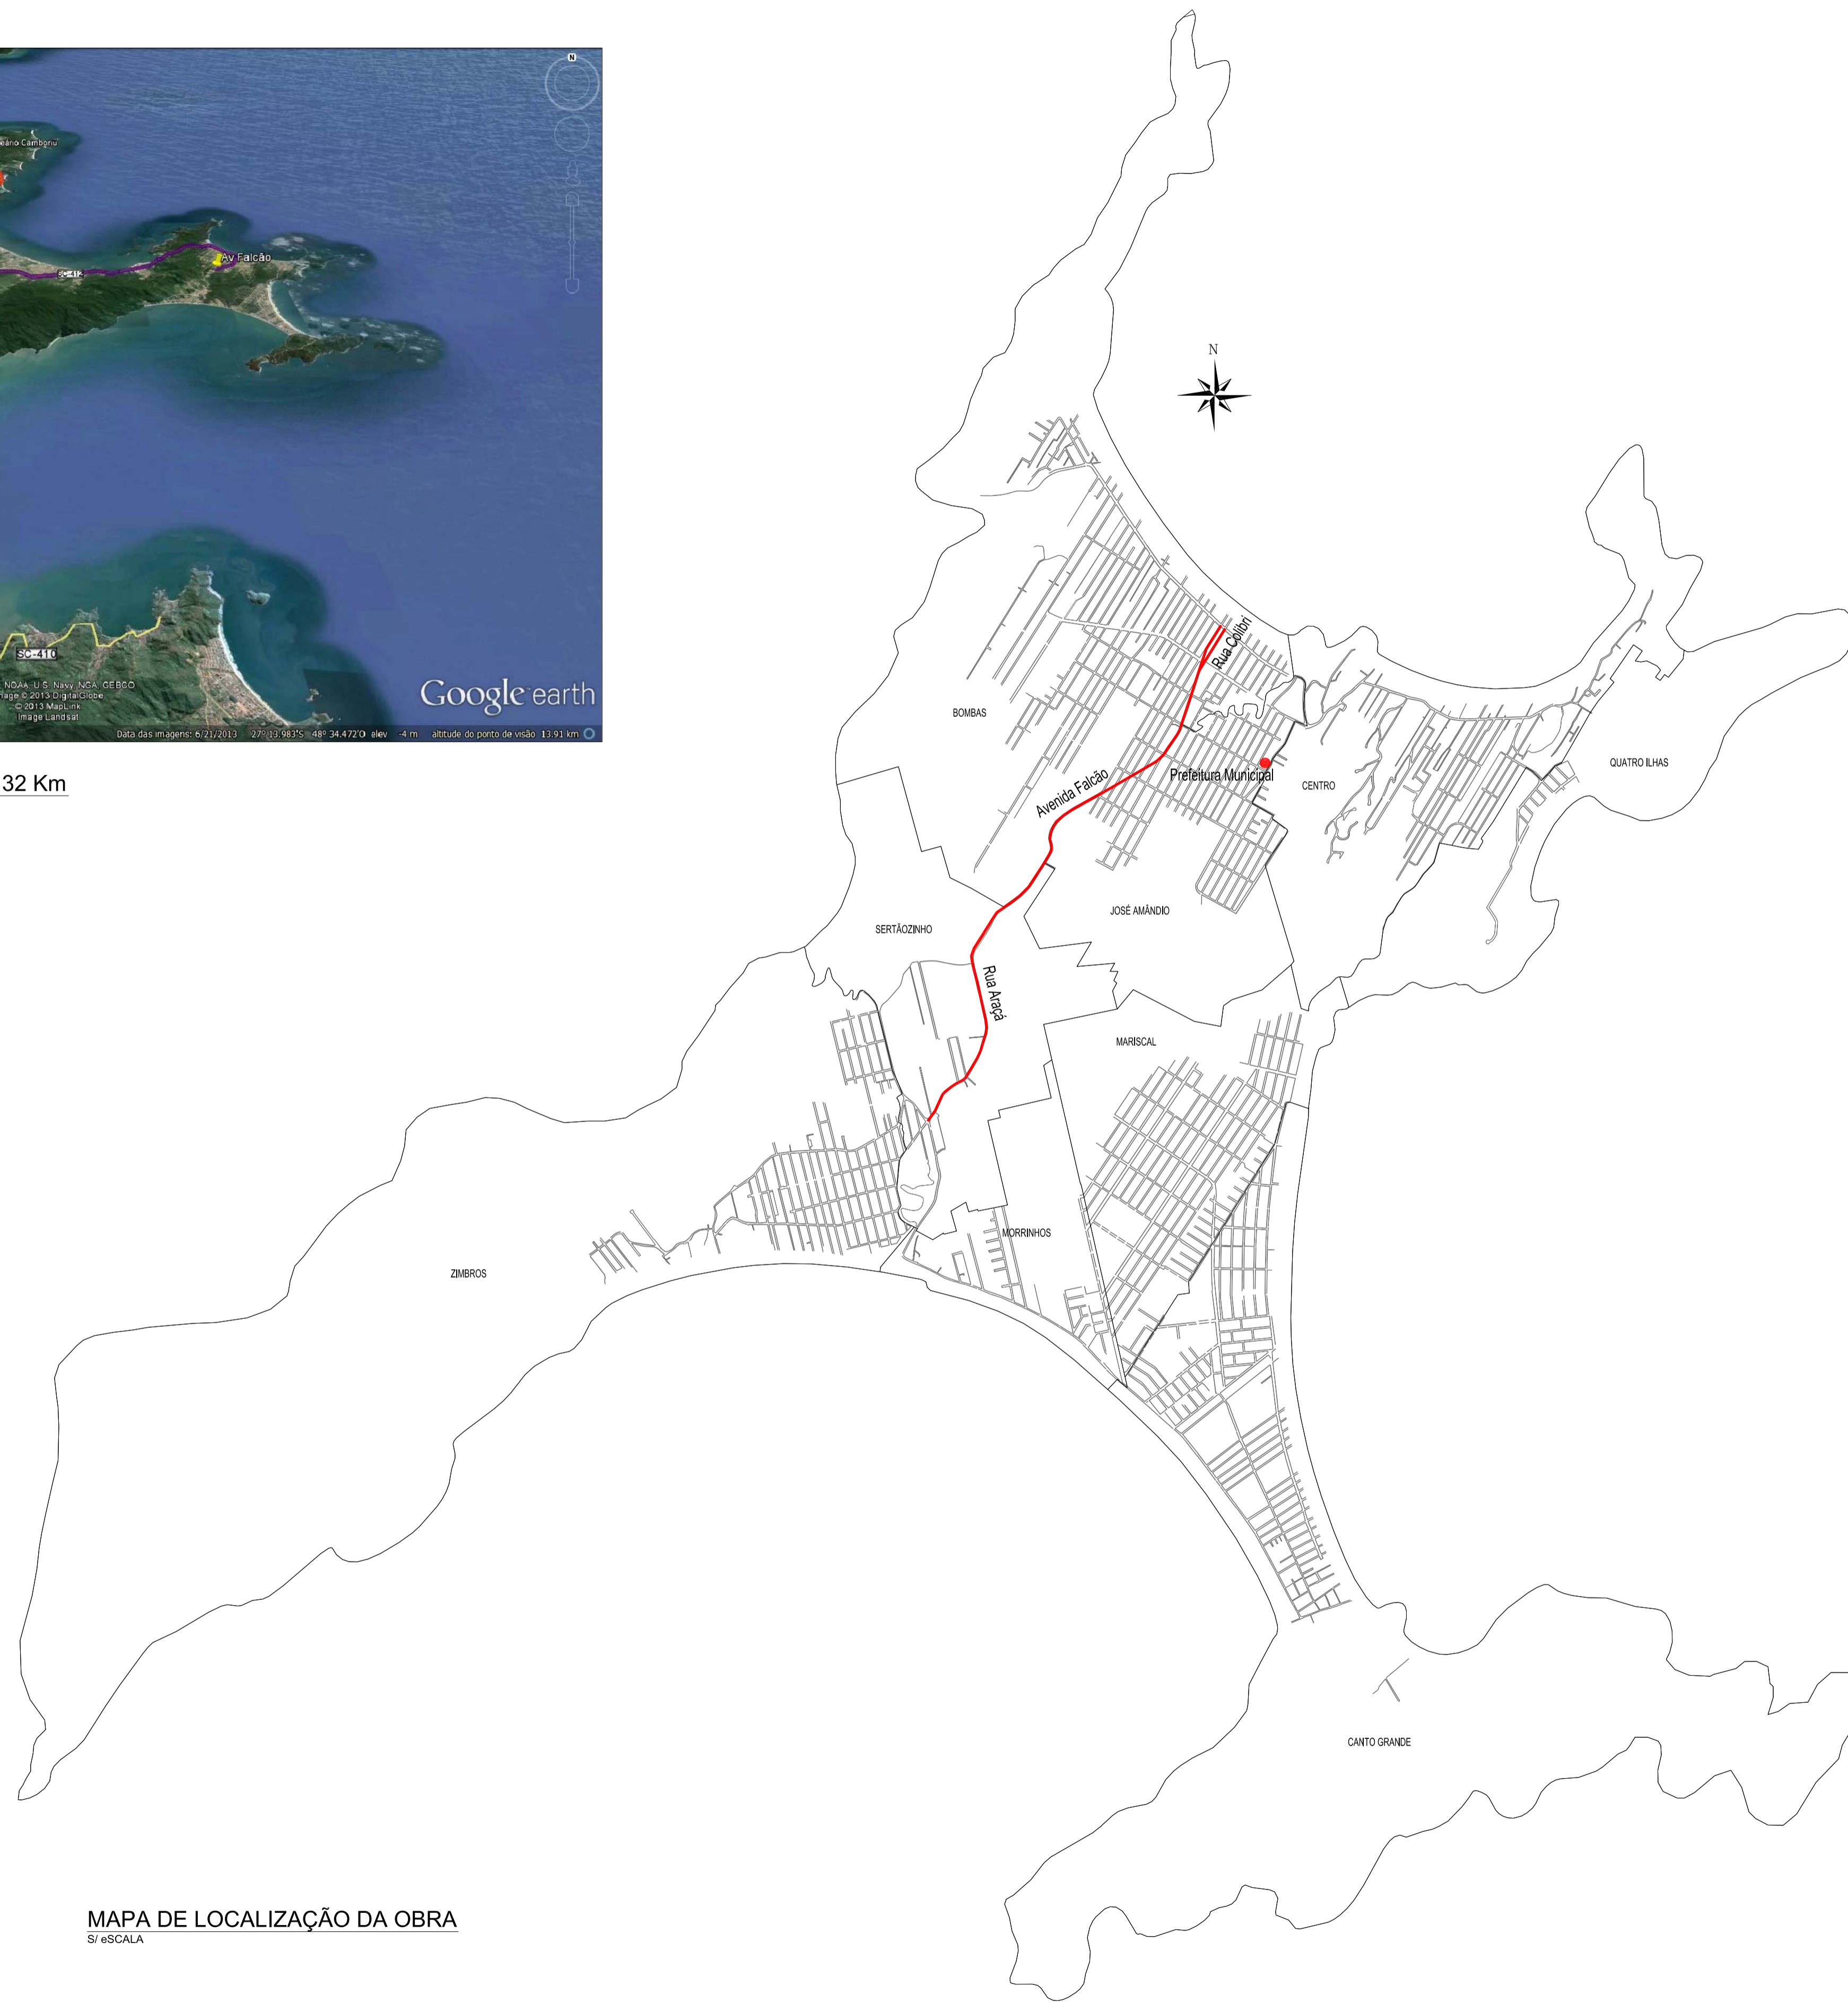 N
eário Camboriú
Av Falcão
SC-412
SC-410
NOAA, U.S. Navy, NGA, GEBCO
Image © 2013 DigitalGlobe
© 2013 MapLink
Image Landsat
Google earth
Data das imagens: 6/21/2013 27° 13.983'S 48° 34.472'O elev -4 m altitude do ponto de visão 13.91 km
32 Km
N
Rua Colibri
BOMBAS
Prefeitura Municipal
QUATRO ILHAS
CENTRO
Avenida Falcão
JOSÉ AMÂNDIO
SERTÃOZINHO
Rua Araçá
MARISCAL
MORRINHOS
ZIMBROS
CANTO GRANDE
MAPA DE LOCALIZAÇÃO DA OBRA
S/ eSCALA